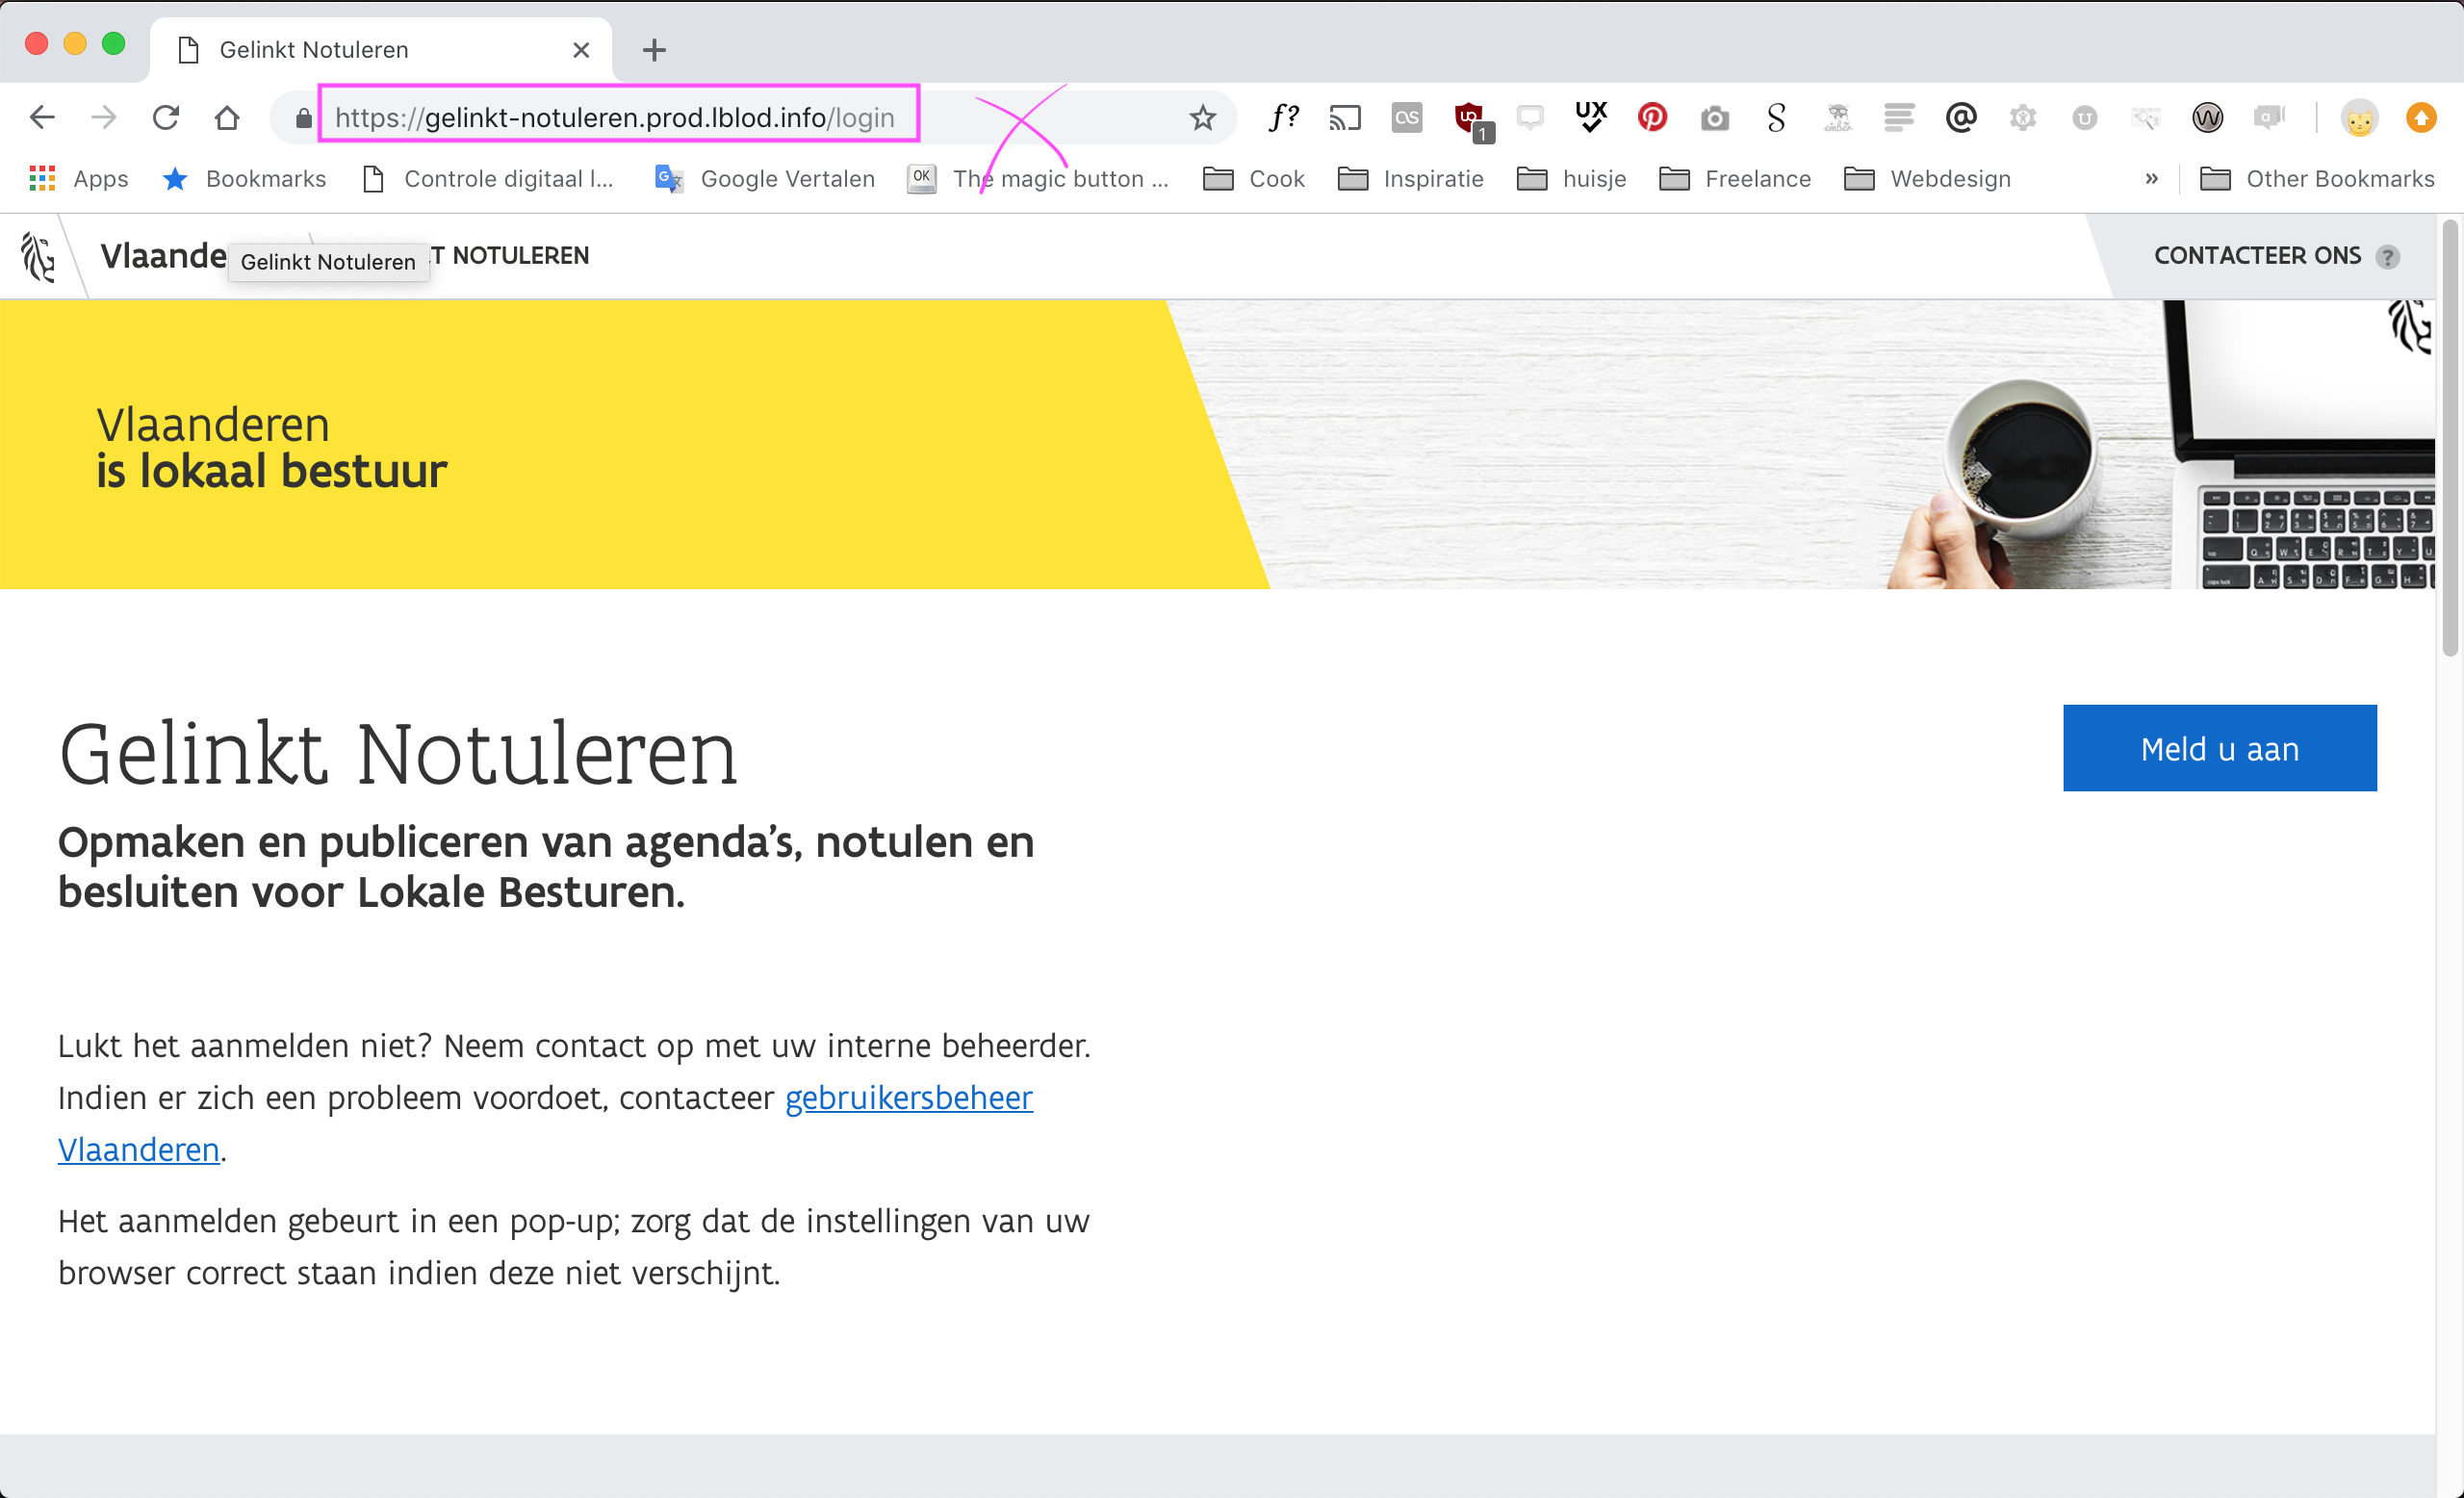 Gelinkt Notuleren
https://gelinkt-notuleren.prod.lblod.info/login
f?
UX
1
Apps
Bookmarks
Controle digitaal l...
Google Vertalen
OK
The magic button ...
Cook
Inspiratie
huisje
Freelance
Webdesign
»
Other Bookmarks
Vlaande
Gelinkt Notuleren
T NOTULEREN
CONTACTEER ONS ?
Vlaanderen
is lokaal bestuur
Gelinkt Notuleren
Meld u aan
Opmaken en publiceren van agenda’s, notulen en
besluiten voor Lokale Besturen.
Lukt het aanmelden niet? Neem contact op met uw interne beheerder.
Indien er zich een probleem voordoet, contacteer gebruikersbeheer
Vlaanderen.
Het aanmelden gebeurt in een pop-up; zorg dat de instellingen van uw
browser correct staan indien deze niet verschijnt.